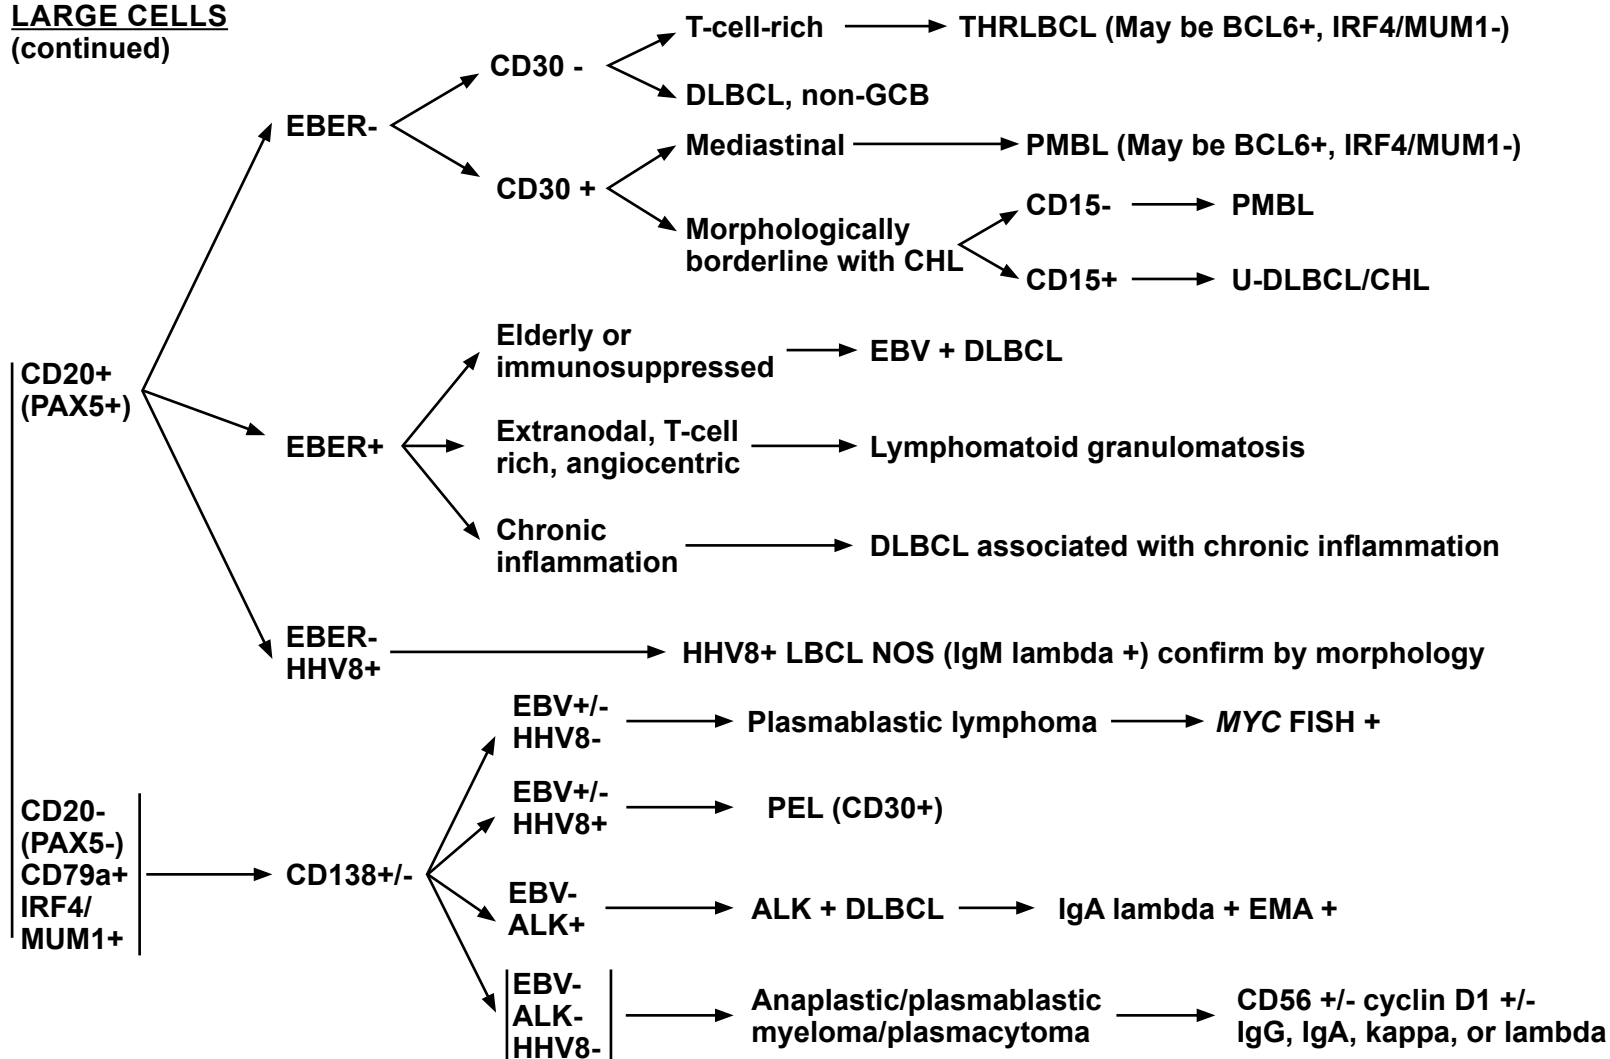 LARGE CELLS
(continued)
T-cell-rich
THRLBCL (May be BCL6+, IRF4/MUM1-)
CD30 -
DLBCL, non-GCB
EBER-
Mediastinal
PMBL (May be BCL6+, IRF4/MUM1-)
CD30 +
CD15-
PMBL
Morphologically
borderline with CHL
CD15+
U-DLBCL/CHL
Elderly or
immunosuppressed
EBV + DLBCL
CD20+
(PAX5+)
EBER+
Extranodal, T-cell
rich, angiocentric
Lymphomatoid granulomatosis
Chronic
inflammation
DLBCL associated with chronic inflammation
EBER-
HHV8+
HHV8+ LBCL NOS (IgM lambda +) confirm by morphology
EBV+/-
HHV8-
Plasmablastic lymphoma
MYC FISH +
EBV+/-
HHV8+
PEL (CD30+)
CD20-
(PAX5-)
CD79a+
IRF4/
MUM1+
CD138+/-
EBV-
ALK+
ALK + DLBCL
IgA lambda + EMA +
EBV-
ALK-
HHV8-
Anaplastic/plasmablastic
myeloma/plasmacytoma
CD56 +/- cyclin D1 +/-
IgG, IgA, kappa, or lambda